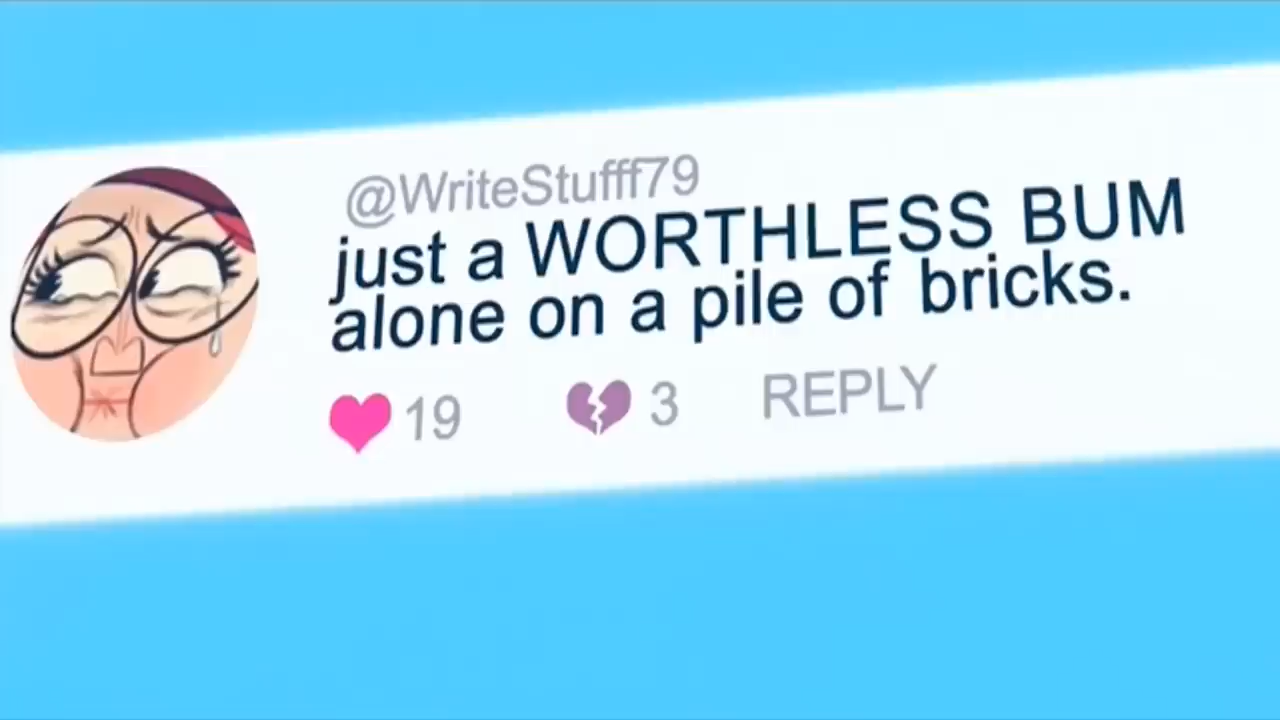 @WriteStufff79
just a WORTHLESS BUM
alone on a pile of bricks.
19 3 REPLY